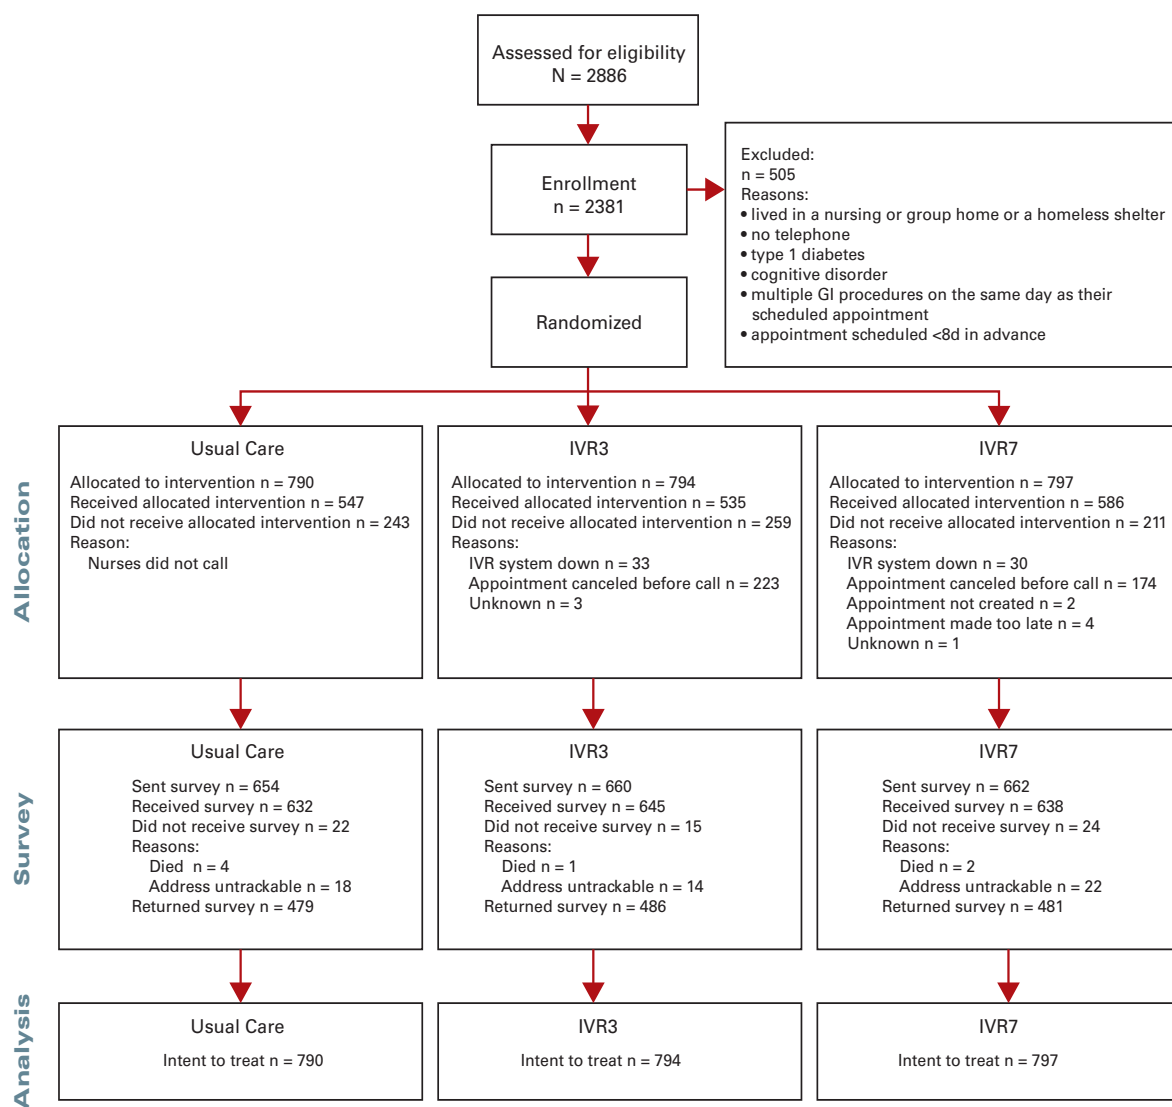 Assessed for eligibility
N = 2886
Enrollment
n = 2381
Excluded:
n = 505
Reasons:
• lived in a nursing or group home or a homeless shelter
• no telephone
• type 1 diabetes
• cognitive disorder
• multiple GI procedures on the same day as their
scheduled appointment
• appointment scheduled <8d in advance
Randomized
Allocation
Usual Care
Allocated to intervention n = 790
Received allocated intervention n = 547
Did not receive allocated intervention n = 243
Reason:
Nurses did not call
IVR3
Allocated to intervention n = 794
Received allocated intervention n = 535
Did not receive allocated intervention n = 259
Reasons:
IVR system down n = 33
Appointment canceled before call n = 223
Unknown n = 3
IVR7
Allocated to intervention n = 797
Received allocated intervention n = 586
Did not receive allocated intervention n = 211
Reasons:
IVR system down n = 30
Appointment canceled before call n = 174
Appointment not created n = 2
Appointment made too late n = 4
Unknown n = 1
Survey
Usual Care
Sent survey n = 654
Received survey n = 632
Did not receive survey n = 22
Reasons:
Died n = 4
Address untrackable n = 18
Returned survey n = 479
IVR3
Sent survey n = 660
Received survey n = 645
Did not receive survey n = 15
Reasons:
Died n = 1
Address untrackable n = 14
Returned survey n = 486
IVR7
Sent survey n = 662
Received survey n = 638
Did not receive survey n = 24
Reasons:
Died n = 2
Address untrackable n = 22
Returned survey n = 481
Analysis
Usual Care
Intent to treat n = 790
IVR3
Intent to treat n = 794
IVR7
Intent to treat n = 797